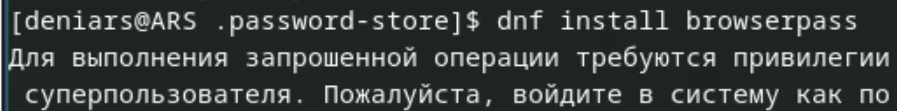 [deniars@ARS .password-store]$ dnf install browserpass
Для выполнения запрошенной операции требуются привилегии
суперпользователя. Пожалуйста, войдите в систему как по